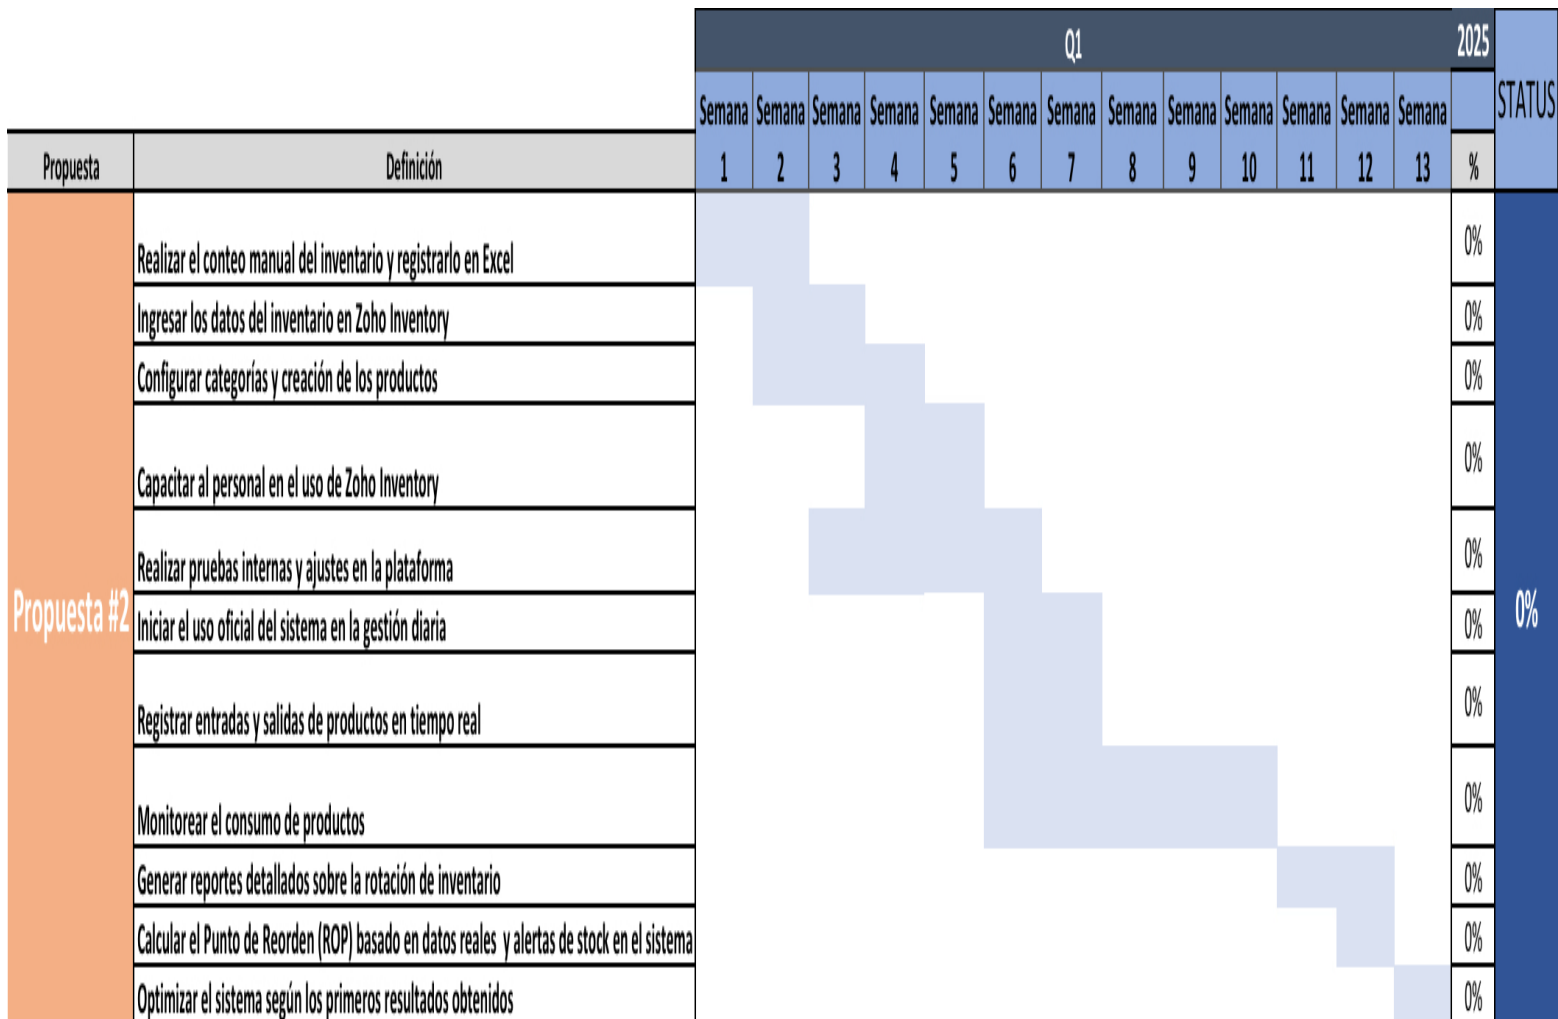 Q1 2025 STATUS
Semana Semana Semana Semana Semana Semana Semana Semana Semana Semana Semana Semana Semana
Propuesta Definición 1 2 3 4 5 6 7 8 9 10 11 12 13 %
Realizar el conteo manual del inventario y registrarlo en Excel 0%
Ingresar los datos del inventario en Zoho Inventory 0%
Configurar categorías y creación de los productos 0%
Capacitar al personal en el uso de Zoho Inventory 0%
Realizar pruebas internas y ajustes en la plataforma 0%
Propuesta #2 Iniciar el uso oficial del sistema en la gestión diaria 0% 0%
Registrar entradas y salidas de productos en tiempo real 0%
Monitorear el consumo de productos 0%
Generar reportes detallados sobre la rotación de inventario 0%
Calcular el Punto de Reorden (ROP) basado en datos reales y alertas de stock en el sistema 0%
Optimizar el sistema según los primeros resultados obtenidos 0%